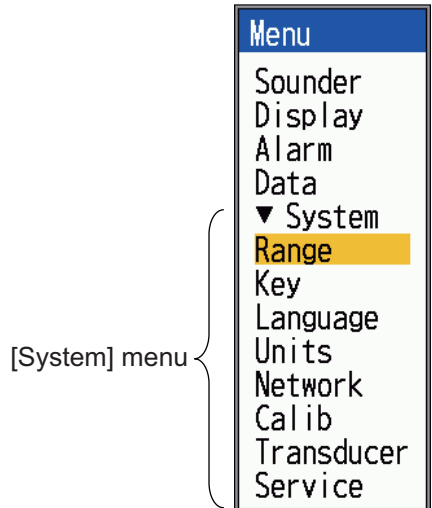 Menu
Sounder
Display
Alarm
Data
▼ System
Range
Key
Language
Units
Network
Calib
Transducer
Service
[System] menu